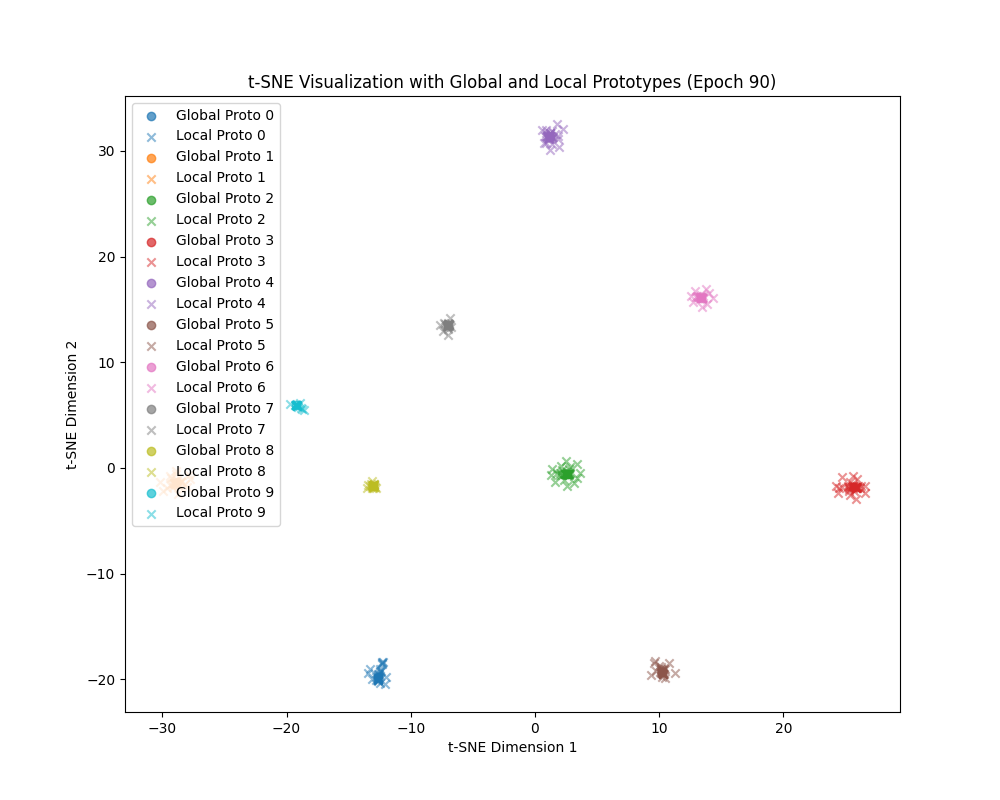 t-SNE Visualization with Global and Local Prototypes (Epoch 90)
Global Proto 0
Local Proto 0
Global Proto 1
Local Proto 1
Global Proto 2
Local Proto 2
Global Proto 3
Local Proto 3
Global Proto 4
Local Proto 4
Global Proto 5
Local Proto 5
Global Proto 6
Local Proto 6
Global Proto 7
Local Proto 7
Global Proto 8
Local Proto 8
Global Proto 9
Local Proto 9
t-SNE Dimension 2
30
20
10
0
−10
−20
−30
−20
−10
0
10
20
t-SNE Dimension 1